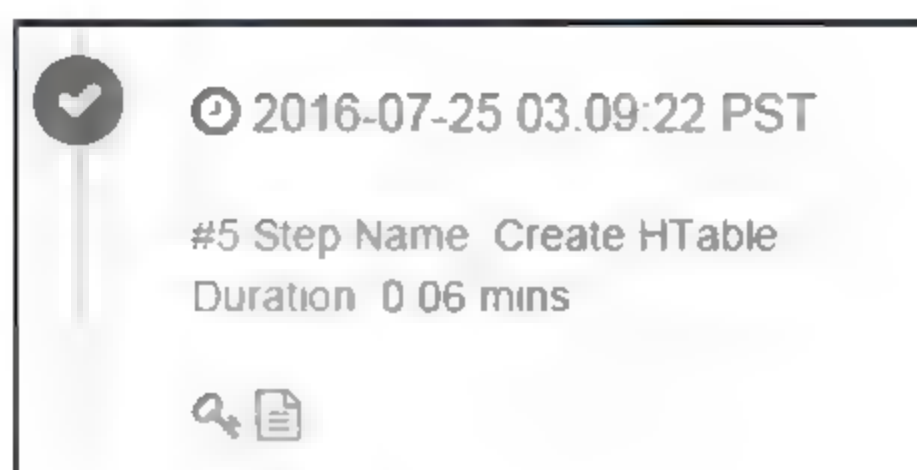 2016-07-25 03.09:22 PST
#5 Step Name Create HTable
Duration 0 06 mins